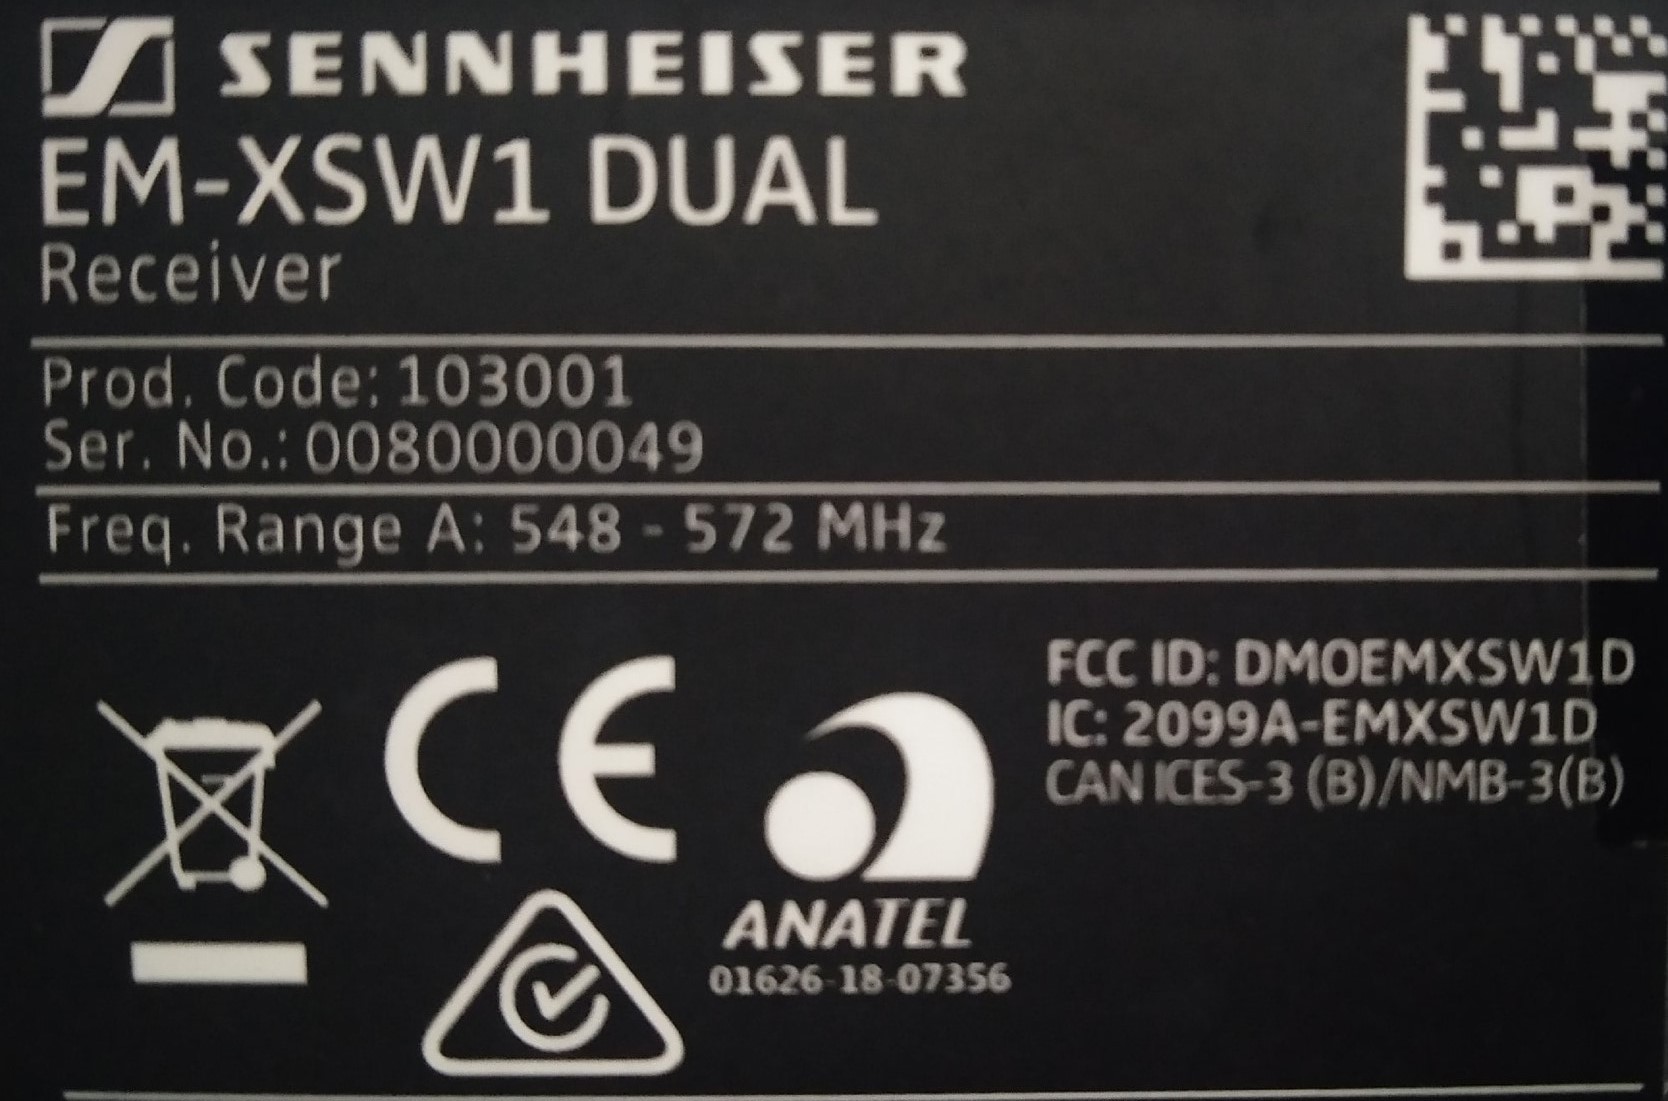 SENNHEISER
EM-XSW1 DUAL
Receiver
Prod. Code: 103001
Ser. No.: 0080000049
Freq. Range A: 548 - 572 MHz
FCC ID: DMOEMXSW1D
IC: 2099A-EMXSW1D
CAN ICES-3 (B)/NMB-3(B)
CE
ANATEL
01626-18-07356